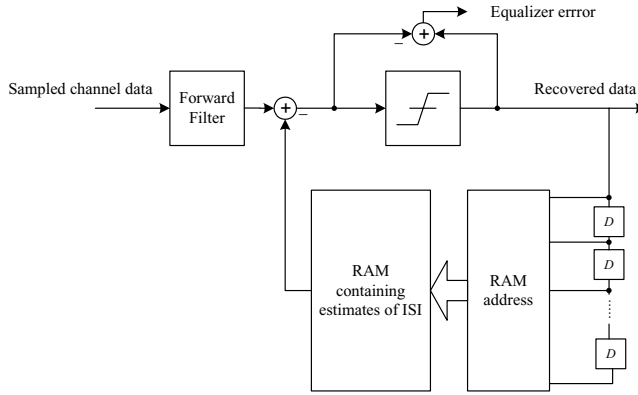 Equalizer errror
Sampled channel data
Forward
Filter
Recovered data
RAM
containing
estimates of ISI
RAM
address
D
D
D